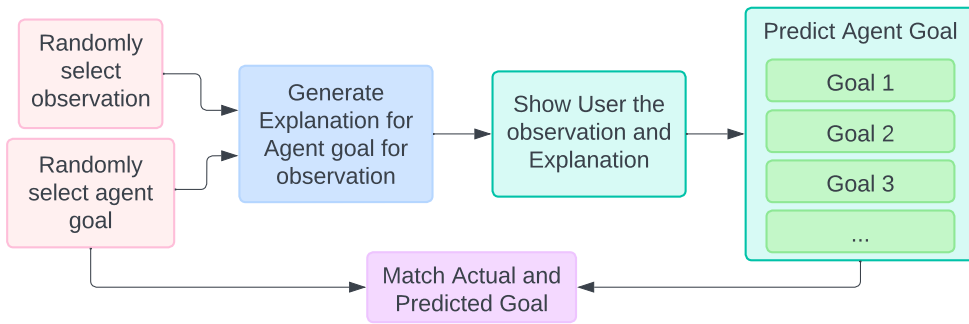 Randomly
select
observation
Randomly
select agent
goal
Generate
Explanation for
Agent goal for
observation
Show User the
observation and
Explanation
Predict Agent Goal
Goal 1
Goal 2
Goal 3
...
Match Actual and
Predicted Goal